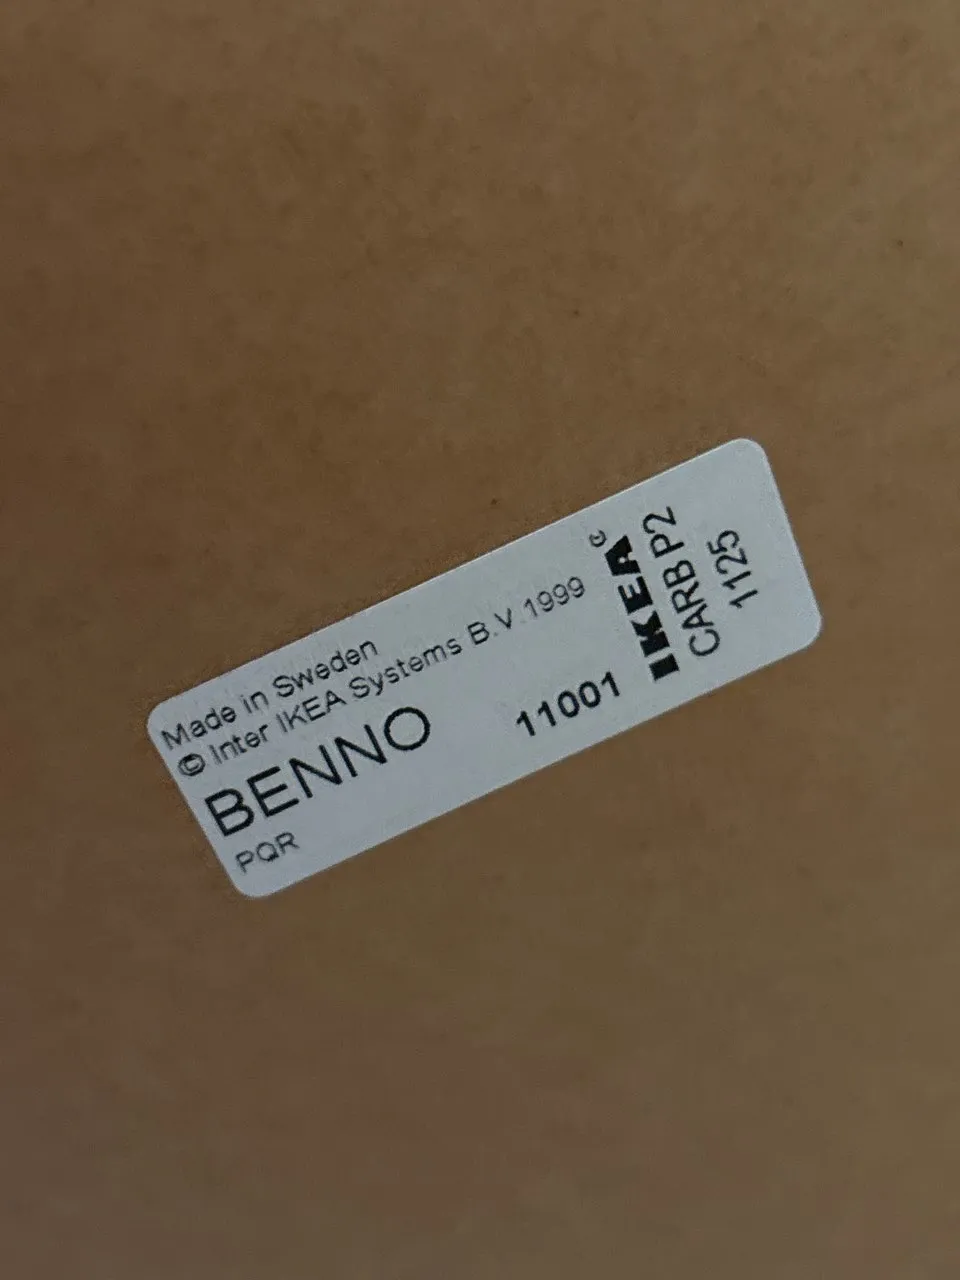 Made in Sweden
© Inter IKEA Systems B.V. 1999
BENNO
11001
PQR
IKEA
CARB P2
1125